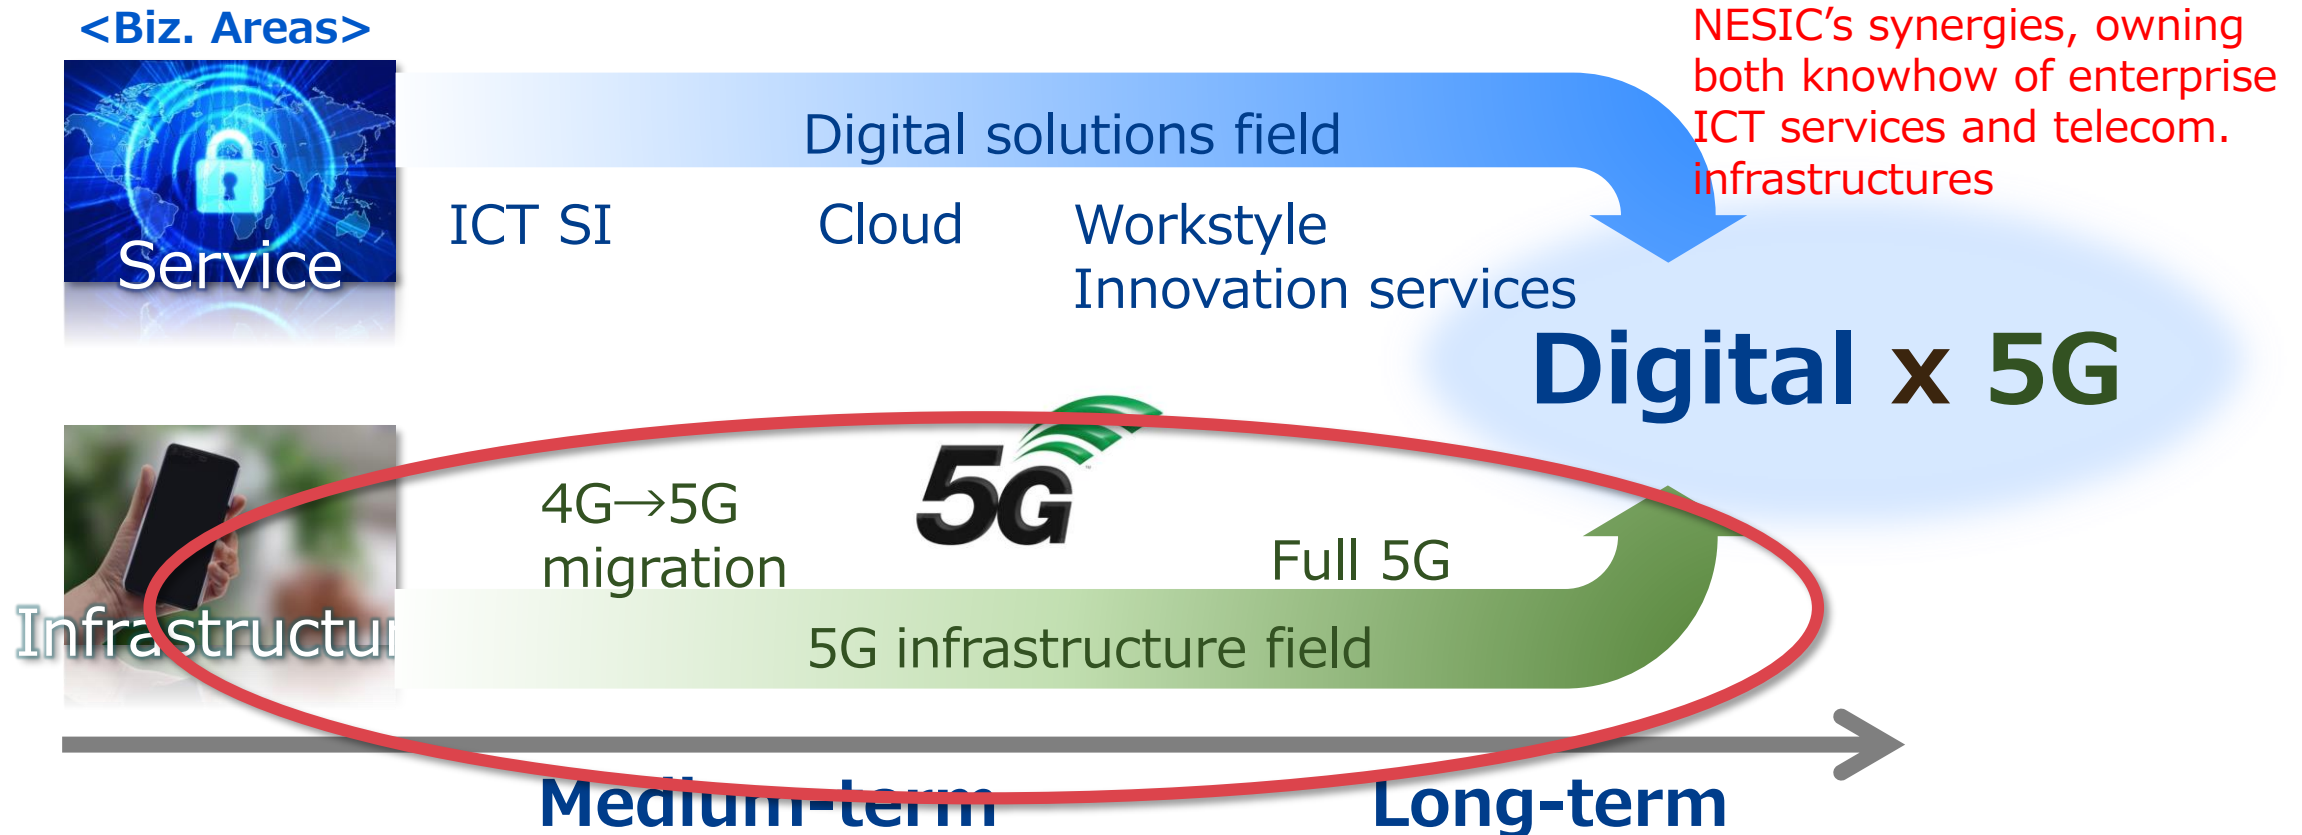 <Biz. Areas>
NESIC’s synergies, owning
both knowhow of enterprise
ICT services and telecom.
infrastructures
Digital solutions field
Service
ICT SI
Cloud
Workstyle
Innovation services
Digital x 5G
5G
4G→5G
migration
Full 5G
Infrastructur
5G infrastructure field
Medium-term
Long-term